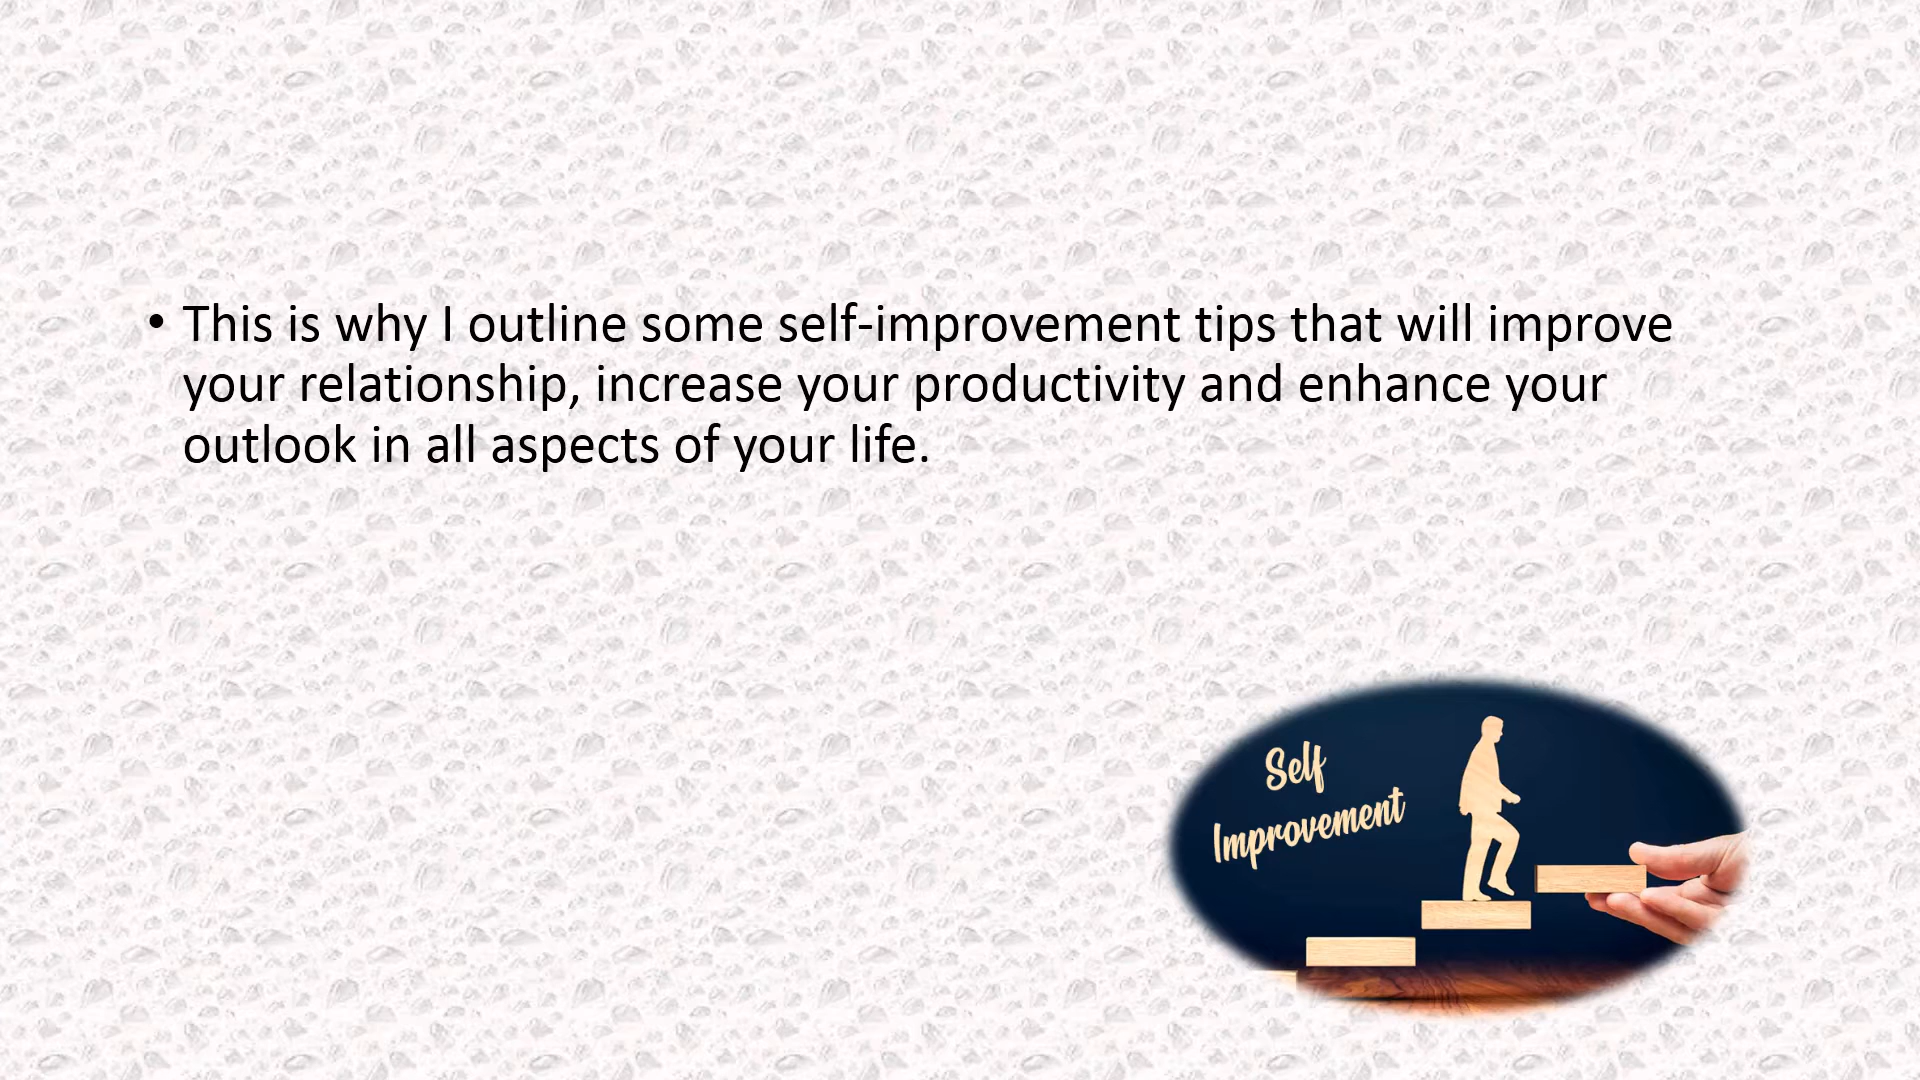 • This is why I outline some self-improvement tips that will improve
your relationship, increase your productivity and enhance your
outlook in all aspects of your life.
Self
Improvement